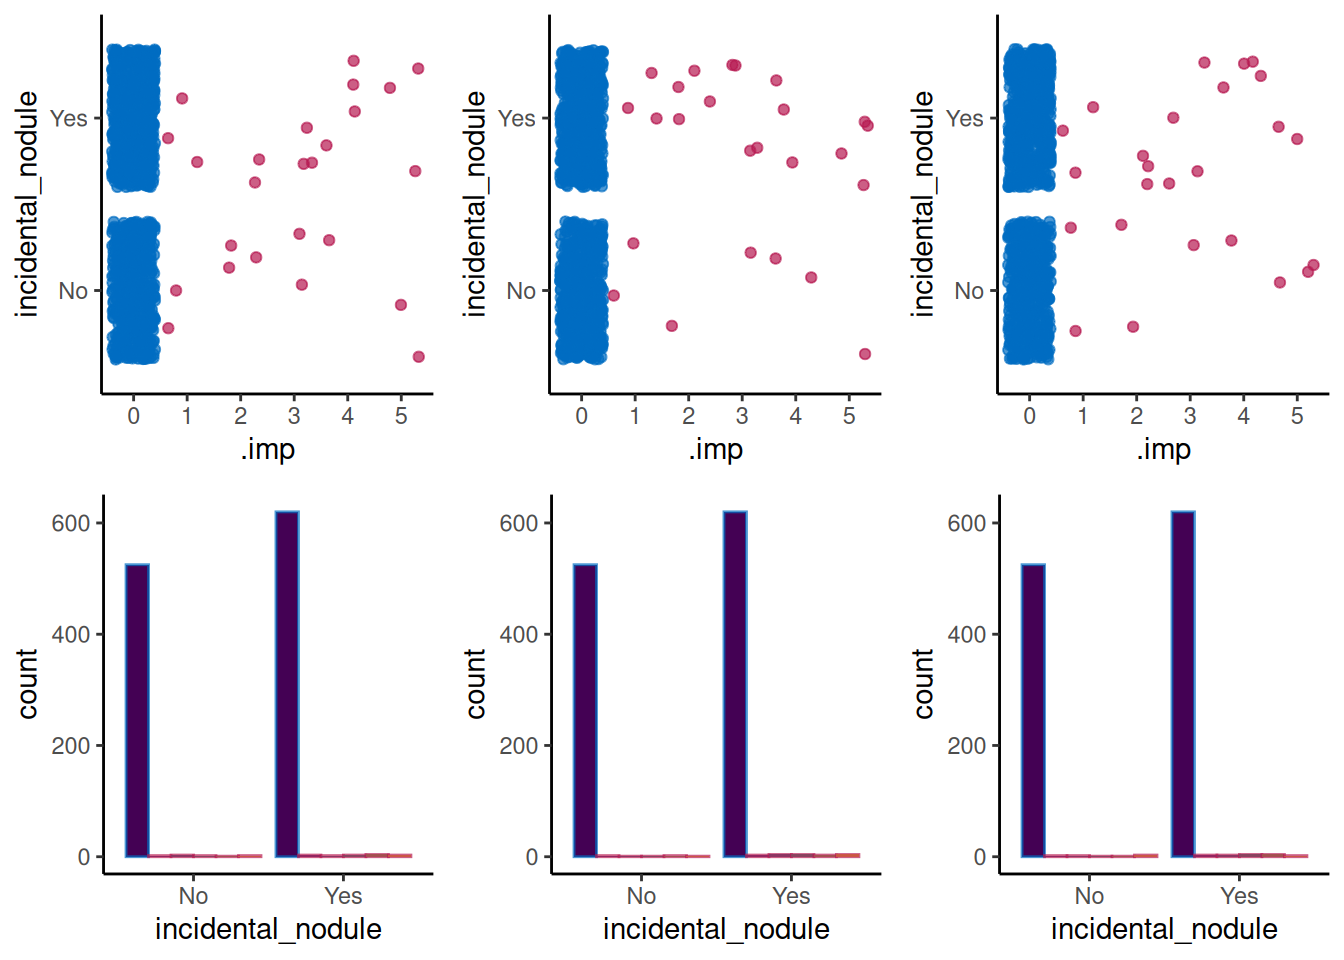 incidental_nodule
Yes
No
0 1 2 3 4 5
.imp
incidental_nodule
Yes
No
0 1 2 3 4 5
.imp
incidental_nodule
Yes
No
0 1 2 3 4 5
.imp
count
600
400
200
0
No Yes
incidental_nodule
count
600
400
200
0
No Yes
incidental_nodule
count
600
400
200
0
No Yes
incidental_nodule